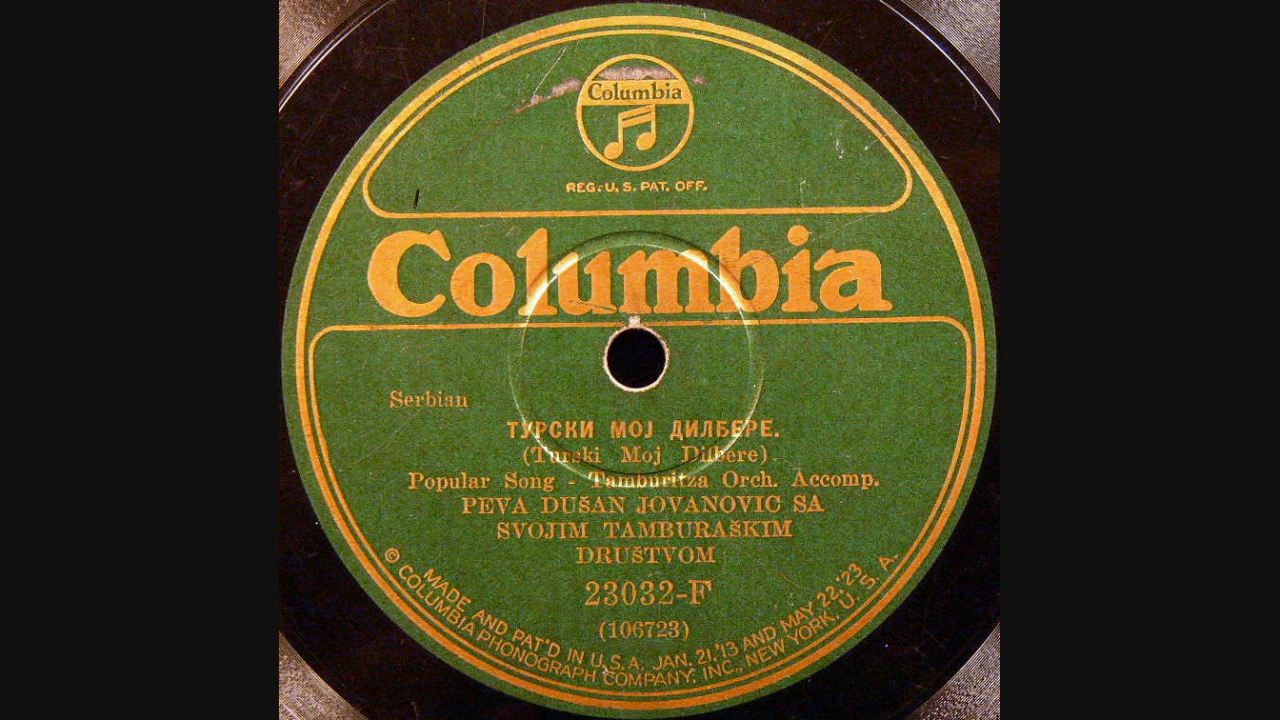 Columbia
REG. U. S. PAT. OFF.
Columbia
Serbian
ТУРСКИ МОЈ ДИЛБЕРЕ.
(Turski Moj Dilbere)
Popular Song - Tamburitza Orch. Accomp.
PEVA DUŠAN JOVANOVIC SA
SVOJIM TAMBURAŠKIM
DRUŠTVOM
23032-F
(106723)
MADE AND PAT'D IN U.S.A. JAN. 21,'13 AND MAY 22,'23
© COLUMBIA PHONOGRAPH COMPANY, INC., NEW YORK, U. S. A.